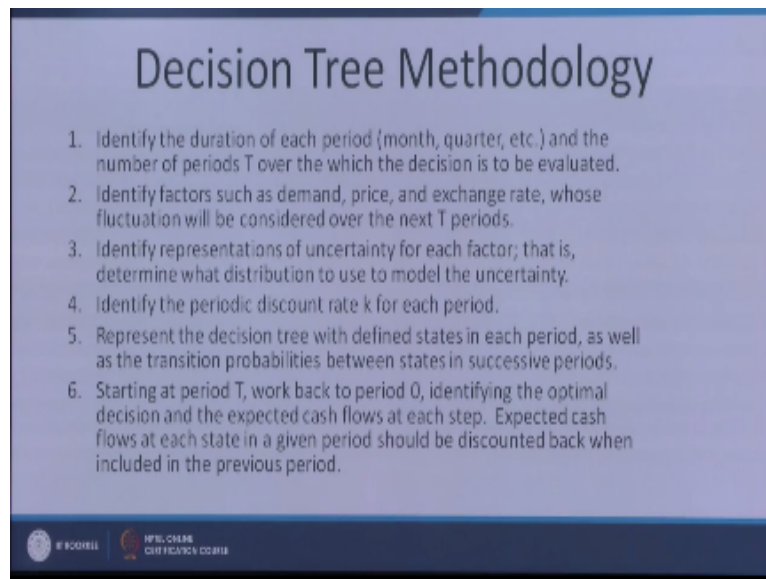 Decision Tree Methodology
1. Identify the duration of each period (month, quarter, etc.) and the
number of periods T over the which the decision is to be evaluated.
2. Identify factors such as demand, price, and exchange rate, whose
fluctuation will be considered over the next T periods.
3. Identify representations of uncertainty for each factor; that is,
determine what distribution to use to model the uncertainty.
4. Identify the periodic discount rate k for each period.
5. Represent the decision tree with defined states in each period, as well
as the transition probabilities between states in successive periods.
6. Starting at period T, work back to period 0, identifying the optimal
decision and the expected cash flows at each step. Expected cash
flows at each state in a given period should be discounted back when
included in the previous period.
IIT ROORKEE
NPTEL ONLINE
CERTIFICATION COURSE